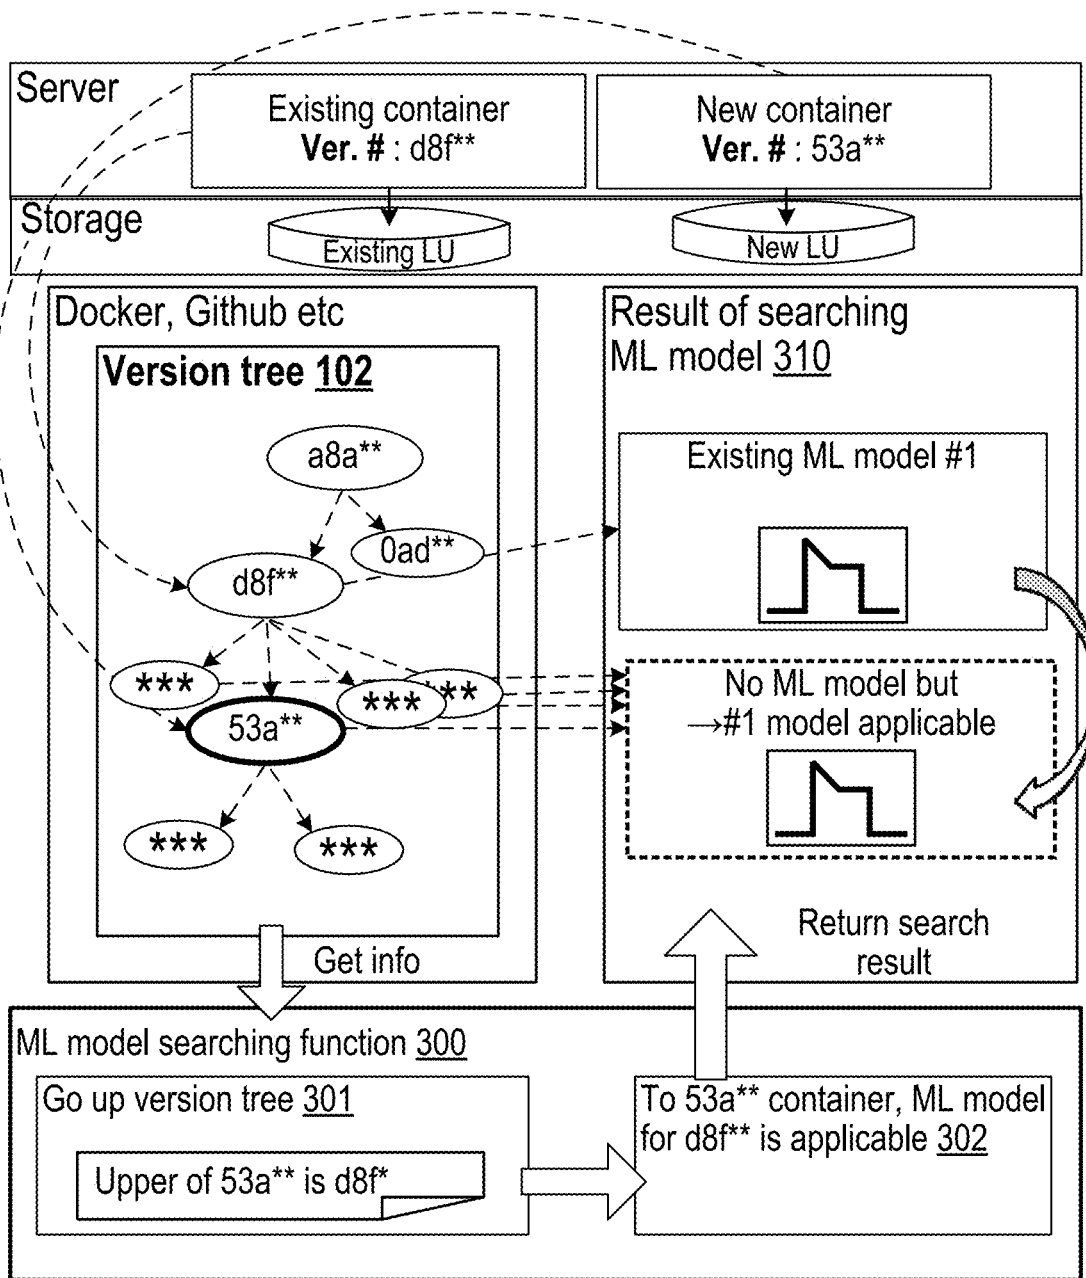 Server
Existing container
Ver. # : d8f**
New container
Ver. # : 53a**
Storage
Existing LU
New LU
Docker, Github etc
Version tree 102
a8a**
0ad**
d8f**
***
***
**
53a**
***
***
Get info
Result of searching
ML model 310
Existing ML model #1
No ML model but
→#1 model applicable
Return search
result
ML model searching function 300
Go up version tree 301
Upper of 53a** is d8f*
To 53a** container, ML model
for d8f** is applicable 302